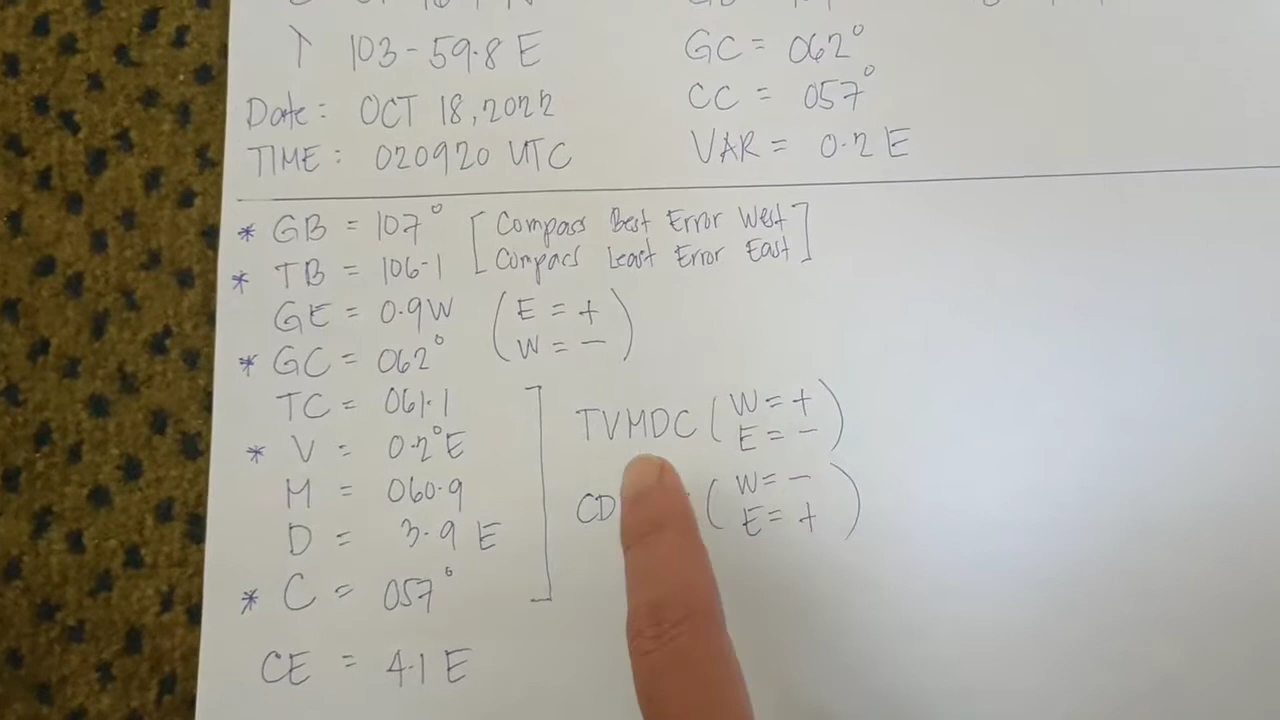 λ 103-59.8 E
GC = 062°
CC = 057°
Date: OCT 18, 2022
TIME: 020920 UTC
VAR = 0.2 E
* GB = 107° [Compass Best Error West]
* TB = 106.1 [Compass Least Error East]
GE = 0.9W (E = +
W = -)
* GC = 062°
TC = 061.1
* V = 0.2°E
M = 060.9
D = 3.9 E
* C = 057°
TVMDC (W = +
E = -)
CD (W = -
E = +)
CE = 4.1 E